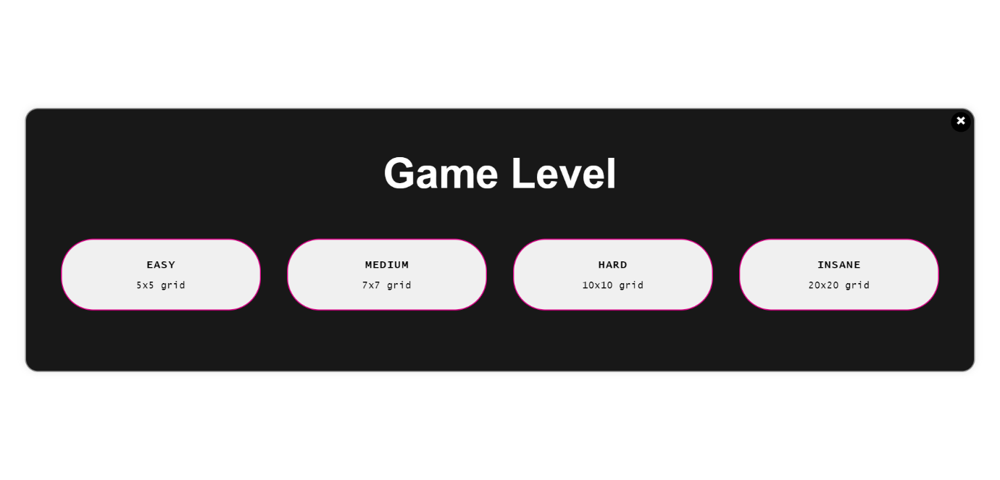 Game Level
EASY
5x5 grid
MEDIUM
7x7 grid
HARD
10x10 grid
INSANE
20x20 grid